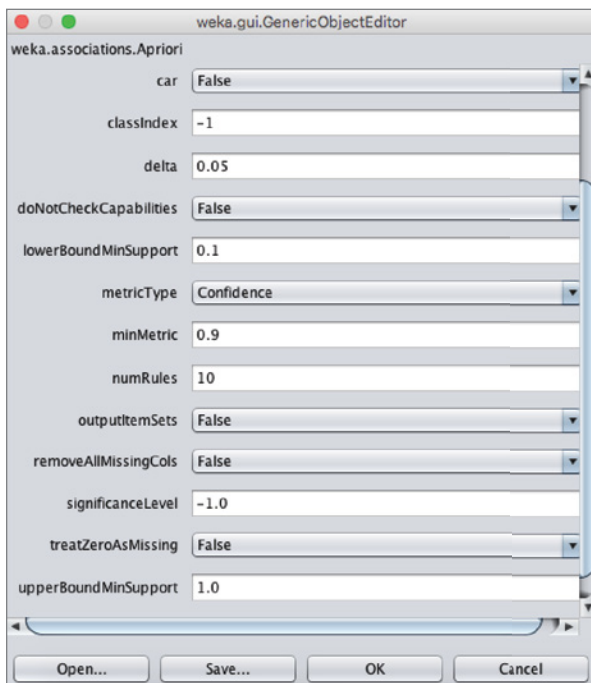 weka.gui.GenericObjectEditor
weka.associations.Apriori
car False
classIndex -1
delta 0.05
doNotCheckCapabilities False
lowerBoundMinSupport 0.1
metricType Confidence
minMetric 0.9
numRules 10
outputItemSets False
removeAllMissingCols False
significanceLevel -1.0
treatZeroAsMissing False
upperBoundMinSupport 1.0
Open... Save... OK Cancel